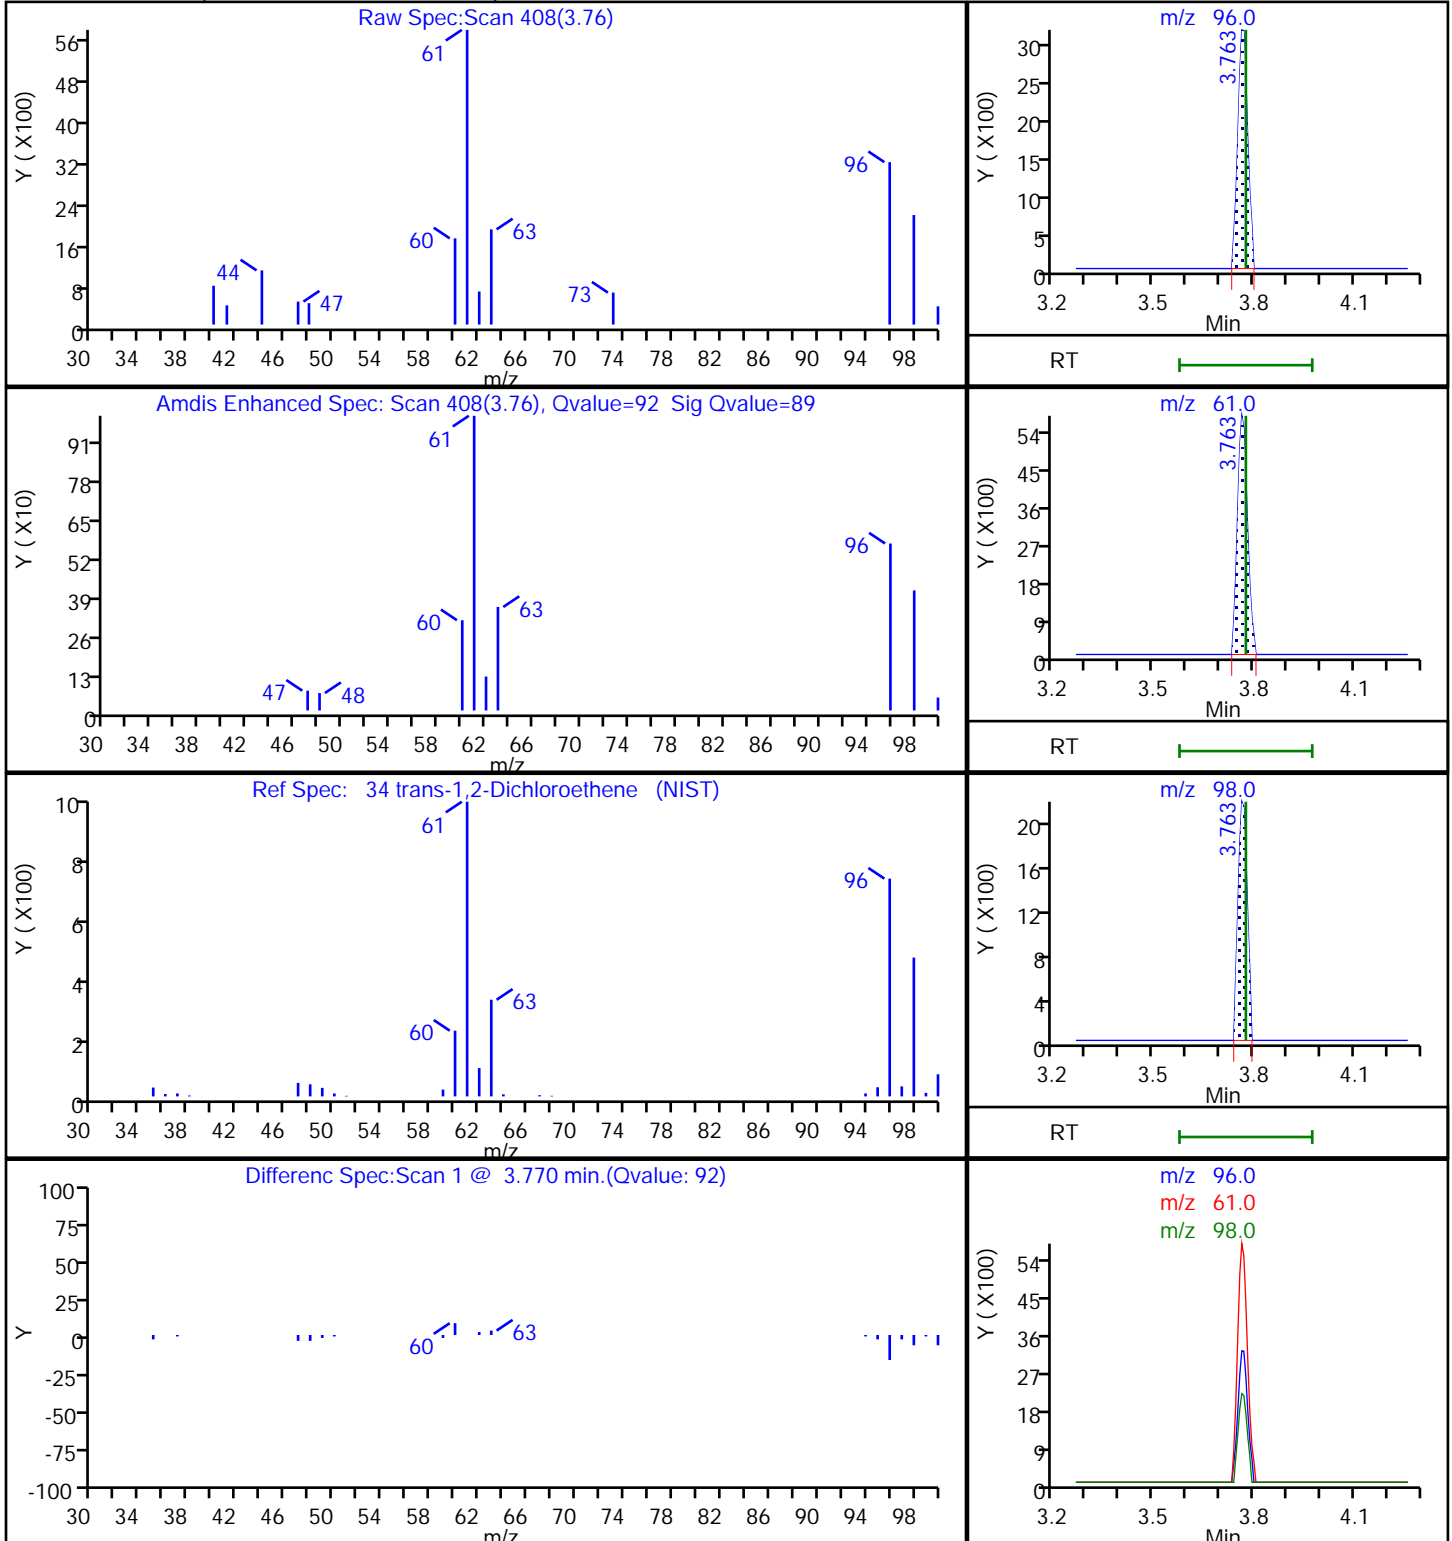 Raw Spec:Scan 408(3.76)
Y ( X100)
56
48
40
32
24
16
8
0
61
96
60
63
44
47
73
30 34 38 42 46 50 54 58 62 66 70 74 78 82 86 90 94 98
m/z
m/z 96.0
Y ( X100)
30
25
20
15
10
5
0
3.763
3.2 3.5 3.8 4.1
Min
RT
Amdis Enhanced Spec: Scan 408(3.76), Qvalue=92 Sig Qvalue=89
Y ( X10)
91
78
65
52
39
26
13
0
61
96
60
63
47
48
30 34 38 42 46 50 54 58 62 66 70 74 78 82 86 90 94 98
m/z
m/z 61.0
Y ( X100)
54
45
36
27
18
9
0
3.763
3.2 3.5 3.8 4.1
Min
RT
Ref Spec: 34 trans-1,2-Dichloroethene (NIST)
Y ( X100)
10
8
6
4
2
0
61
96
60
63
30 34 38 42 46 50 54 58 62 66 70 74 78 82 86 90 94 98
m/z
m/z 98.0
Y ( X100)
20
16
12
8
4
0
3.763
3.2 3.5 3.8 4.1
Min
RT
Differenc Spec:Scan 1 @ 3.770 min.(Qvalue: 92)
Y
100
75
50
25
0
-25
-50
-75
-100
60
63
30 34 38 42 46 50 54 58 62 66 70 74 78 82 86 90 94 98
m/z
m/z 96.0
m/z 61.0
m/z 98.0
Y ( X100)
54
45
36
27
18
9
0
3.2 3.5 3.8 4.1
Min